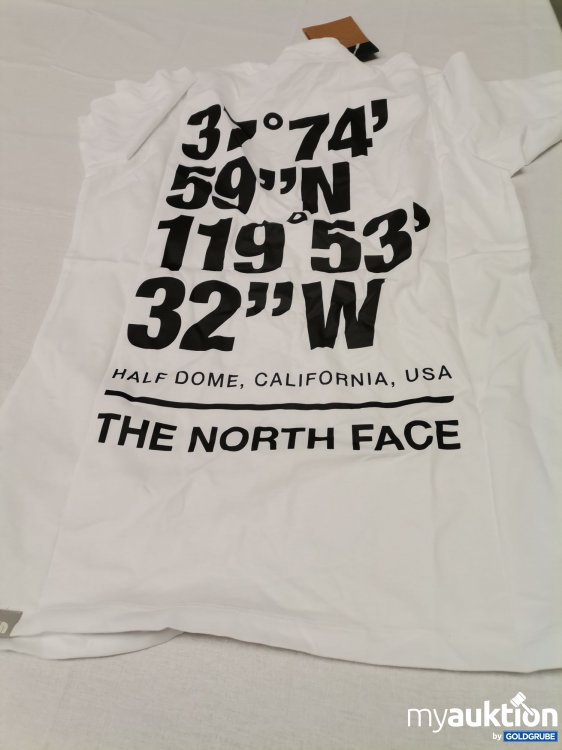 37°74’
59”N
119°53’
32”W
HALF DOME, CALIFORNIA, USA
THE NORTH FACE
myauktion
by GOLDGRUBE